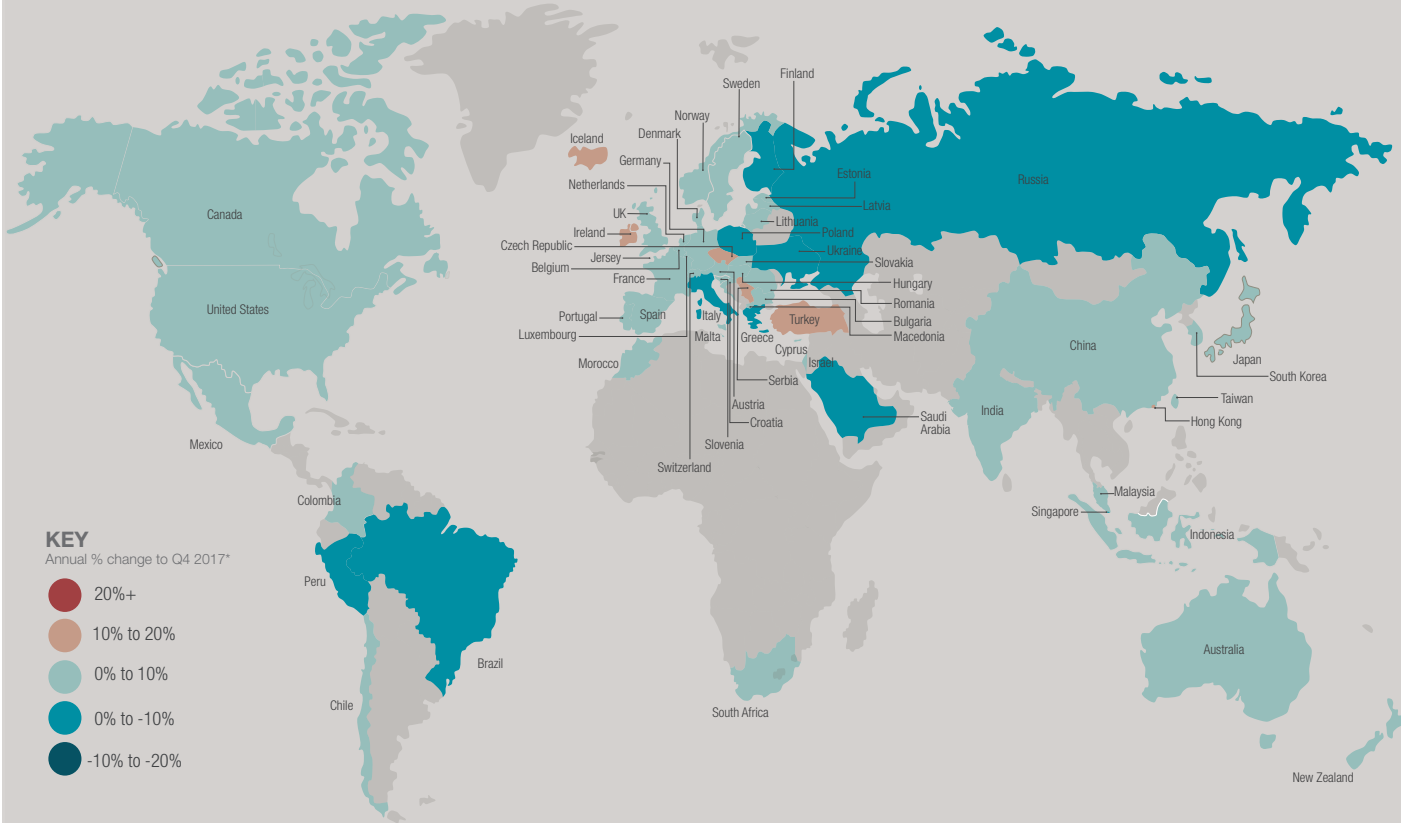 Finland
Sweden
Norway
Denmark
Iceland
Germany
Estonia
Russia
Netherlands
Latvia
Canada
UK
Lithuania
Ireland
Poland
Czech Republic
Ukraine
Jersey
Slovakia
Belgium
France
Hungary
Romania
United States
Portugal
Spain
Italy
Turkey
Bulgaria
Luxembourg
Malta
Greece
Macedonia
China
Cyprus
Japan
Morocco
Israel
South Korea
Serbia
Taiwan
Austria
India
Croatia
Saudi
Arabia
Hong Kong
Mexico
Slovenia
Switzerland
Colombia
Malaysia
Singapore
Indonesia
KEY
Annual % change to Q4 2017*
Peru
20%+
10% to 20%
Australia
Brazil
0% to 10%
Chile
South Africa
0% to -10%
-10% to -20%
New Zealand